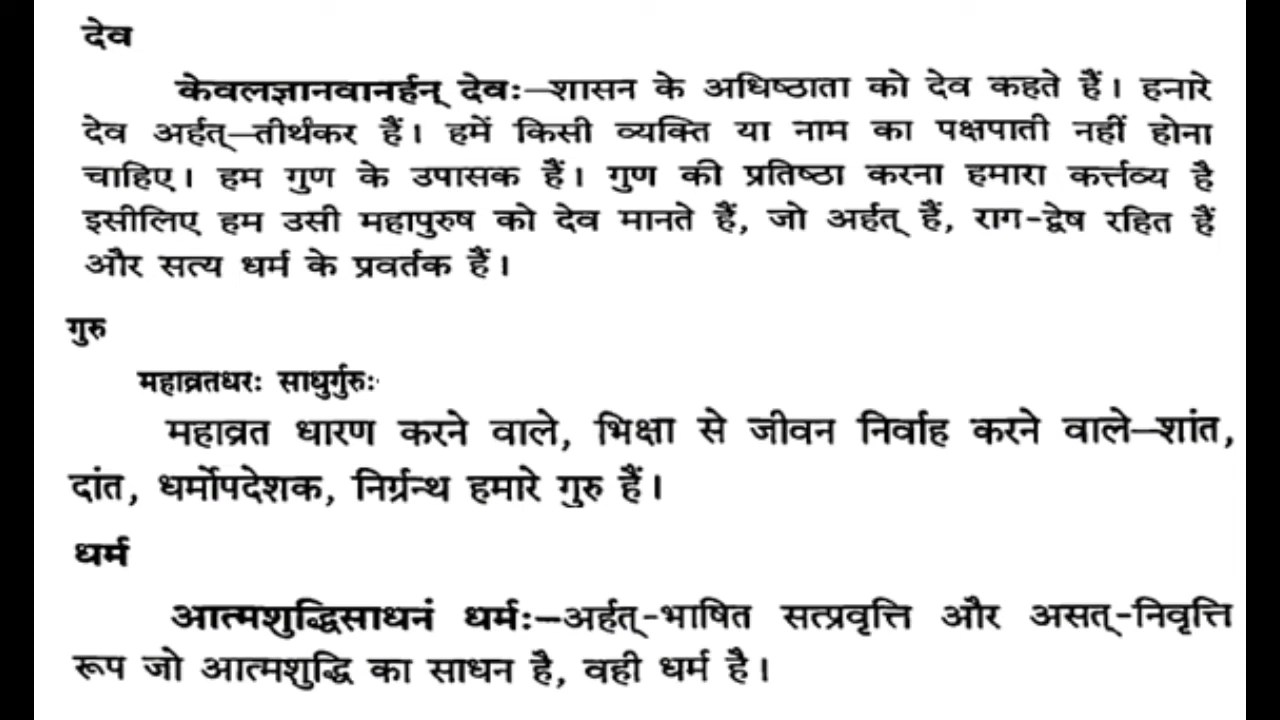 देव
केवलज्ञानवानर्हन् देवः—शासन के अधिष्ठाता को देव कहते हैं। हनारे
देव अर्हत्—तीर्थंकर हैं। हमें किसी व्यक्ति या नाम का पक्षपाती नहीं होना
चाहिए। हम गुण के उपासक हैं। गुण की प्रतिष्ठा करना हमारा कर्त्तव्य है
इसीलिए हम उसी महापुरुष को देव मानते हैं, जो अर्हत् हैं, राग-द्वेष रहित हैं
और सत्य धर्म के प्रवर्तक हैं।
गुरु
महाव्रतधरः साधुर्गुरुः
महाव्रत धारण करने वाले, भिक्षा से जीवन निर्वाह करने वाले—शांत,
दांत, धर्मोपदेशक, निर्ग्रन्थ हमारे गुरु हैं।
धर्म
आत्मशुद्धिसाधनं धर्मः—अर्हत्-भाषित सत्प्रवृत्ति और असत्-निवृत्ति
रूप जो आत्मशुद्धि का साधन है, वही धर्म है।